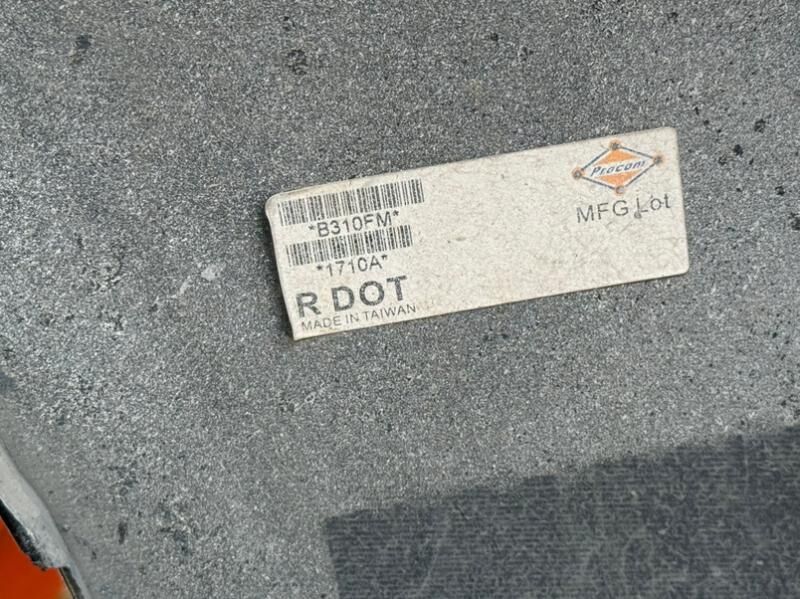 Procom
MFG Lot
*B310FM*
*1710A*
R DOT
MADE IN TAIWAN